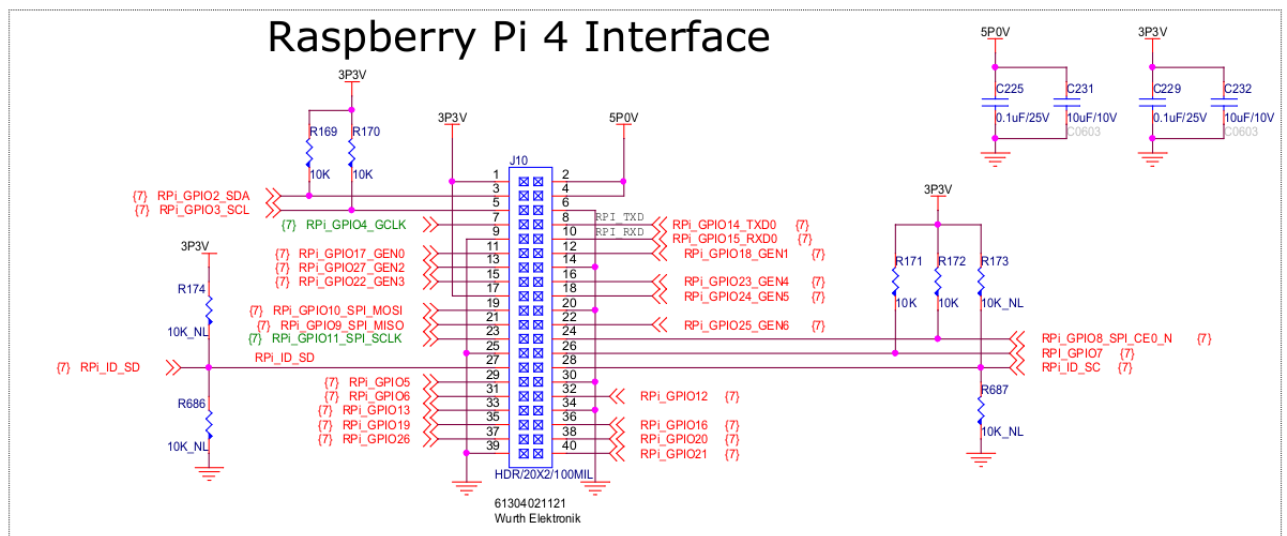 Raspberry Pi 4 Interface
5P0V
3P3V
C225
C231
C229
C232
0.1uF/25V
10uF/10V
0.1uF/25V
10uF/10V
C0603
C0603
3P3V
R169
R170
10K
10K
3P3V
5P0V
J10
1
2
3
4
5
6
7
8
9
10
11
12
13
14
15
16
17
18
19
20
21
22
23
24
25
26
27
28
29
30
31
32
33
34
35
36
37
38
39
40
{7} RPi_GPIO2_SDA
{7} RPi_GPIO3_SCL
{7} RPi_GPIO4_GCLK
{7} RPi_GPIO17_GEN0
{7} RPi_GPIO27_GEN2
{7} RPi_GPIO22_GEN3
{7} RPi_GPIO10_SPI_MOSI
{7} RPi_GPIO9_SPI_MISO
{7} RPi_GPIO11_SPI_SCLK
3P3V
R174
10K_NL
{7} RPi_ID_SD
RPi_ID_SD
R686
10K_NL
{7} RPi_GPIO5
{7} RPi_GPIO6
{7} RPi_GPIO13
{7} RPi_GPIO19
{7} RPi_GPIO26
RPI_TXD
RPi_GPIO14_TXD0 {7}
RPI_RXD
RPi_GPIO15_RXD0 {7}
RPi_GPIO18_GEN1 {7}
RPi_GPIO23_GEN4 {7}
RPi_GPIO24_GEN5 {7}
RPi_GPIO25_GEN6 {7}
3P3V
R171
R172
R173
10K
10K
10K_NL
RPi_GPIO8_SPI_CE0_N {7}
RPI_GPIO7 {7}
RPi_ID_SC {7}
R687
10K_NL
RPi_GPIO12 {7}
RPi_GPIO16 {7}
RPi_GPIO20 {7}
RPi_GPIO21 {7}
HDR/20X2/100MIL
61304021121
Wurth Elektronik